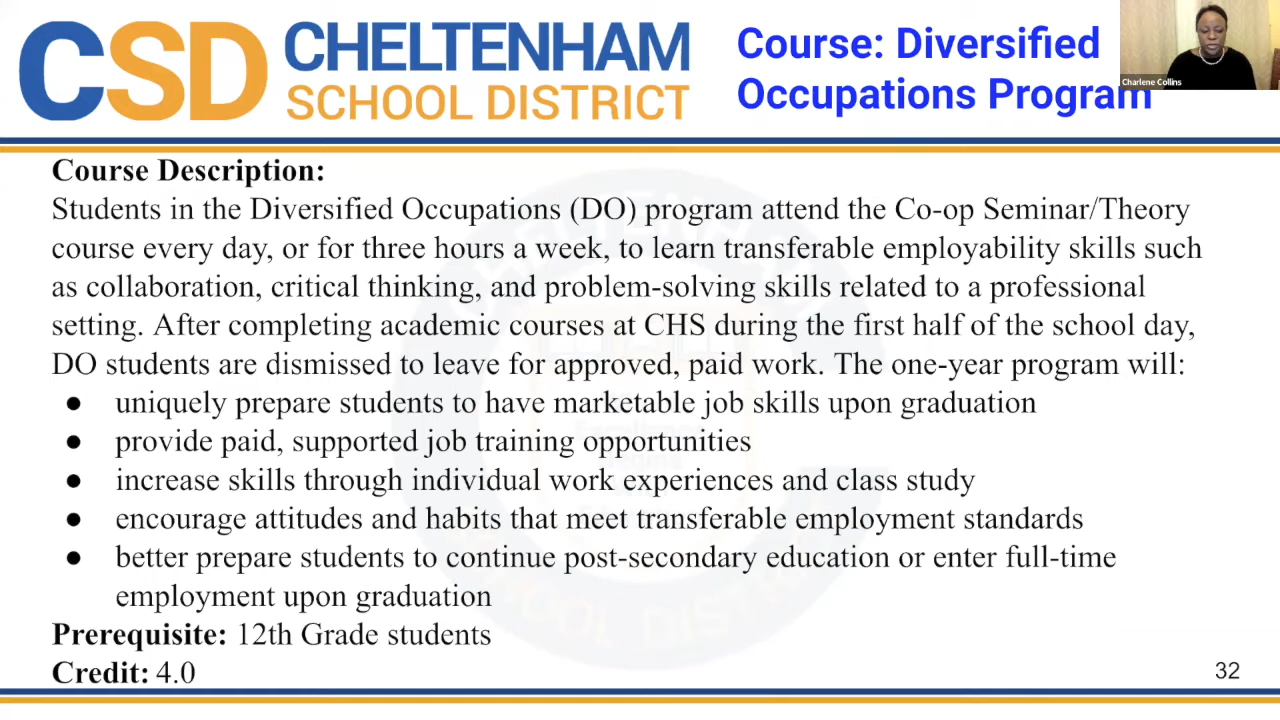 CSD CHELTENHAM
SCHOOL DISTRICT
Course: Diversified
Occupations Program
Charlene Collins
Course Description:
Students in the Diversified Occupations (DO) program attend the Co-op Seminar/Theory
course every day, or for three hours a week, to learn transferable employability skills such
as collaboration, critical thinking, and problem-solving skills related to a professional
setting. After completing academic courses at CHS during the first half of the school day,
DO students are dismissed to leave for approved, paid work. The one-year program will:
● uniquely prepare students to have marketable job skills upon graduation
● provide paid, supported job training opportunities
● increase skills through individual work experiences and class study
● encourage attitudes and habits that meet transferable employment standards
● better prepare students to continue post-secondary education or enter full-time
employment upon graduation
Prerequisite: 12th Grade students
Credit: 4.0
32